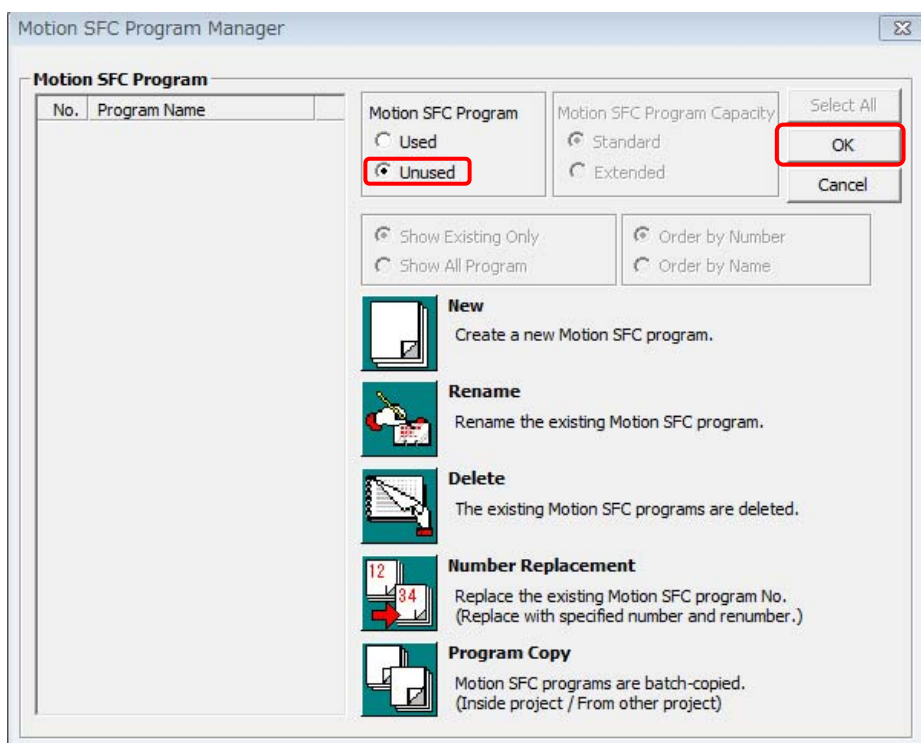 Motion SFC Program Manager
Motion SFC Program
No. Program Name
Motion SFC Program
Used
Unused
Motion SFC Program Capacity
Standard
Extended
Select All
OK
Cancel
Show Existing Only
Show All Program
Order by Number
Order by Name
New
Create a new Motion SFC program.
Rename
Rename the existing Motion SFC program.
Delete
The existing Motion SFC programs are deleted.
12
34
Number Replacement
Replace the existing Motion SFC program No.
(Replace with specified number and renumber.)
Program Copy
Motion SFC programs are batch-copied.
(Inside project / From other project)